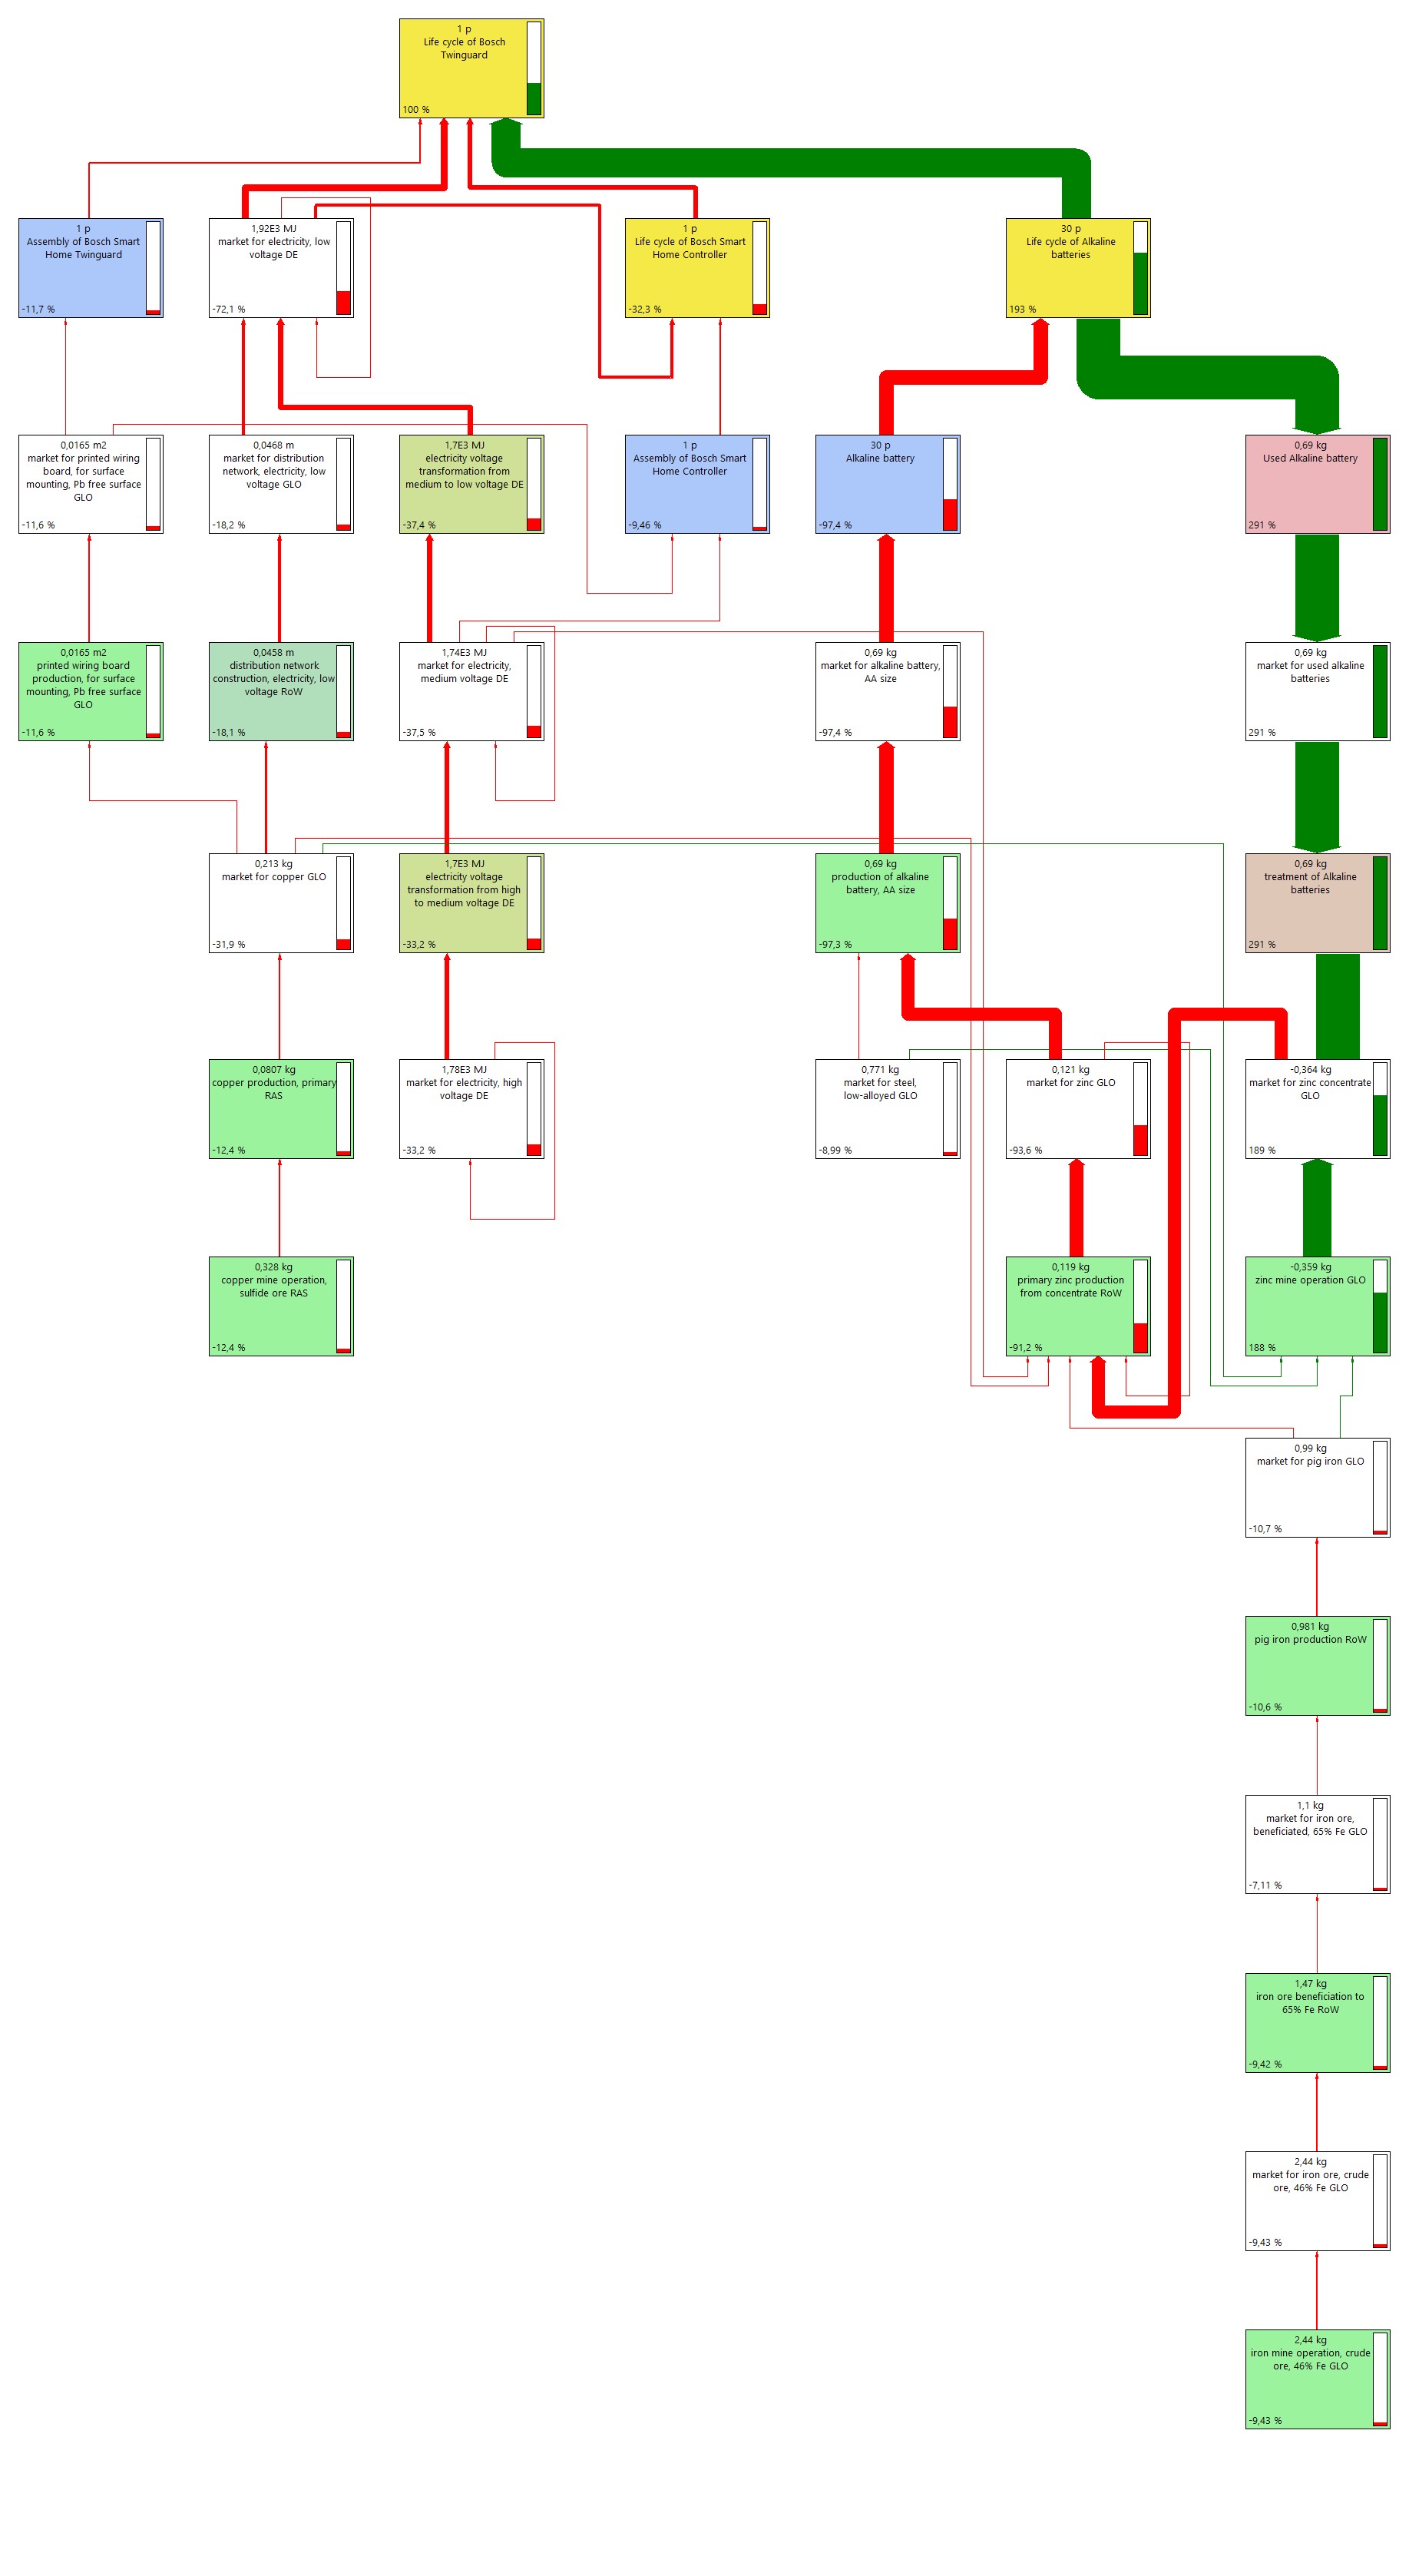 1 p
Life cycle of Bosch
Twinguard
100 %
1 p
Assembly of Bosch Smart
Home Twinguard
-11,7 %
1,92E3 MJ
market for electricity, low
voltage DE
-72,1 %
1 p
Life cycle of Bosch Smart
Home Controller
-32,3 %
30 p
Life cycle of Alkaline
batteries
193 %
0,0165 m2
market for printed wiring
board, for surface
mounting, Pb free surface
GLO
-11,6 %
0,0468 m
market for distribution
network, electricity, low
voltage GLO
-18,2 %
1,7E3 MJ
electricity voltage
transformation from
medium to low voltage DE
-37,4 %
1 p
Assembly of Bosch Smart
Home Controller
-9,46 %
30 p
Alkaline battery
-97,4 %
0,69 kg
Used Alkaline battery
291 %
0,0165 m2
printed wiring board
production, for surface
mounting, Pb free surface
GLO
-11,6 %
0,0458 m
distribution network
construction, electricity, low
voltage RoW
-18,1 %
1,74E3 MJ
market for electricity,
medium voltage DE
-37,5 %
0,69 kg
market for alkaline battery,
AA size
-97,4 %
0,69 kg
market for used alkaline
batteries
291 %
0,213 kg
market for copper GLO
-31,9 %
1,7E3 MJ
electricity voltage
transformation from high
to medium voltage DE
-33,2 %
0,69 kg
production of alkaline
battery, AA size
-97,3 %
0,69 kg
treatment of Alkaline
batteries
291 %
0,0807 kg
copper production, primary
RAS
-12,4 %
1,78E3 MJ
market for electricity, high
voltage DE
-33,2 %
0,771 kg
market for steel,
low-alloyed GLO
-8,99 %
0,121 kg
market for zinc GLO
-93,6 %
-0,364 kg
market for zinc concentrate
GLO
189 %
0,328 kg
copper mine operation,
sulfide ore RAS
-12,4 %
0,119 kg
primary zinc production
from concentrate RoW
-91,2 %
-0,359 kg
zinc mine operation GLO
188 %
0,99 kg
market for pig iron GLO
-10,7 %
0,981 kg
pig iron production RoW
-10,6 %
1,1 kg
market for iron ore,
beneficiated, 65% Fe GLO
-7,11 %
1,47 kg
iron ore beneficiation to
65% Fe RoW
-9,42 %
2,44 kg
market for iron ore, crude
ore, 46% Fe GLO
-9,43 %
2,44 kg
iron mine operation, crude
ore, 46% Fe GLO
-9,43 %